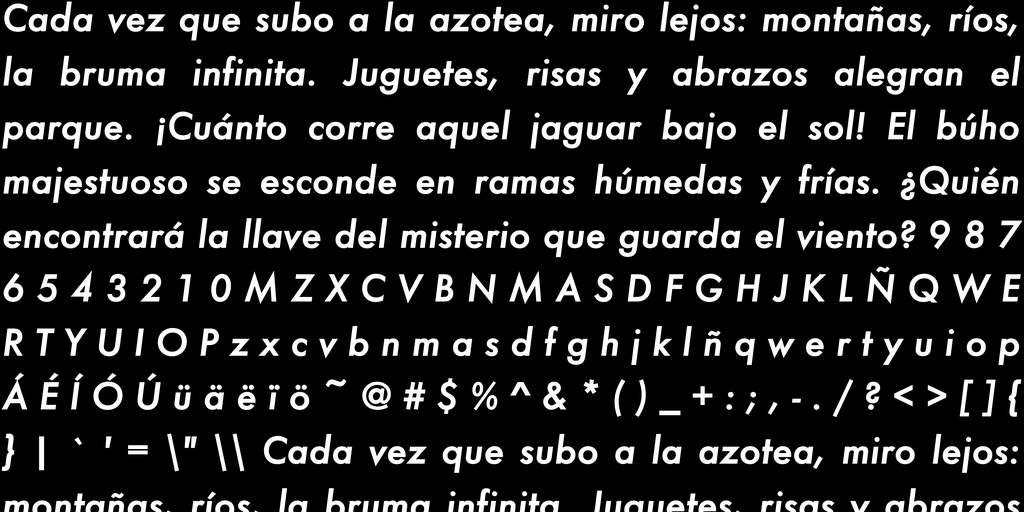 Cada vez que subo a la azotea, miro lejos: montañas, ríos,
la bruma infinita. Juguetes, risas y abrazos alegran el
parque. ¡Cuánto corre aquel jaguar bajo el sol! El búho
majestuoso se esconde en ramas húmedas y frías. ¿Quién
encontrará la llave del misterio que guarda el viento? 9 8 7
6 5 4 3 2 1 0 M Z X C V B N M A S D F G H J K L Ñ Q W E
R T Y U I O P z x c v b n m a s d f g h j k l ñ q w e r t y u i o p
Á É Í Ó Ú ü ä ë ï ö ~ @ # $ % ^ & * ( ) _ + : ; , - . / ? < > [ ] {
} | ` ' = \" \\ Cada vez que subo a la azotea, miro lejos:
montañas, ríos, la bruma infinita. Juguetes, risas y abrazos